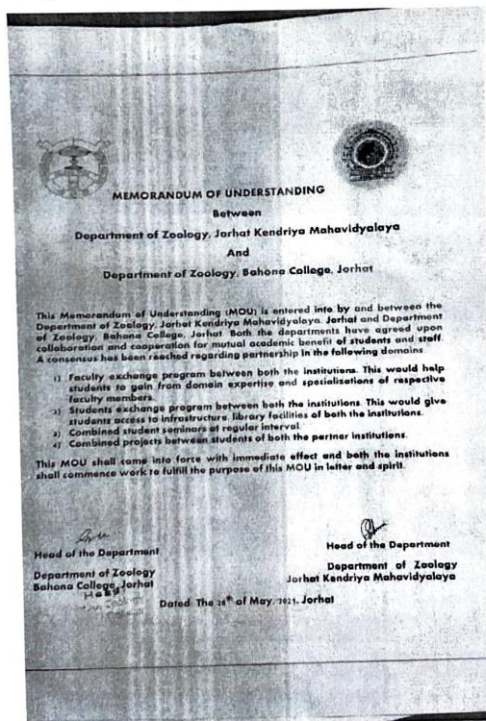 MEMORANDUM OF UNDERSTANDING
Between
Department of Zoology, Jorhat Kendriya Mahavidyalaya
And
Department of Zoology, Bahona College, Jorhat
This Memorandum of Understanding (MOU) is entered into by and between the
Department of Zoology, Jorhat Kendriya Mahavidyalaya, Jorhat and Department
of Zoology, Bahona College, Jorhat Both the departments have agreed upon
collaboration and cooperation for mutual academic benefit of students and staff.
A consensus has been reached regarding partnership in the following domains
1) Faculty exchange program between both the institutions. This would help
students to gain from domain expertise and specialisations of respective
faculty members.
2) Students exchange program between both the institutions. This would give
students access to infrastructure, library facilities of both the institutions.
3) Combined student seminars at regular interval.
4) Combined projects between students of both the partner institutions.
This MOU shall come into force with immediate effect and both the institutions
shall commence work to fulfill the purpose of this MOU in letter and spirit.
Head of the Department
Department of Zoology
Bahona College, Jorhat
Head of the Department
Department of Zoology
Jorhat Kendriya Mahavidyalaya
Dated The of May, 2021, Jorhat